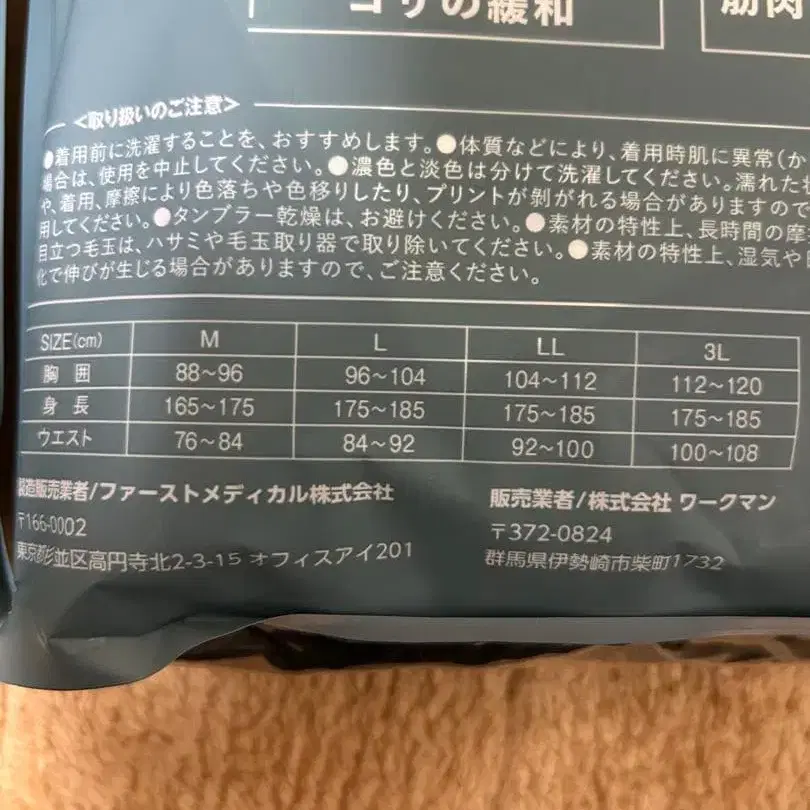 コリの緩和
筋肉
<取り扱いのご注意>
●着用前に洗濯することを、おすすめします。●体質などにより、着用時肌に異常(か
場合は、使用を中止してください。●濃色と淡色は分けて洗濯してください。濡れた
や、着用、摩擦により色落ちや色移りしたり、プリントが剥がれる場合がありますので
用してください。●タンブラー乾燥は、お避けください。●素材の特性上、長時間の摩
目立つ毛玉は、ハサミや毛玉取り器で取り除いてください。●素材の特性上、湿気や
化で伸びが生じる場合がありますので、ご注意ください。
SIZE(cm) M L LL 3L
胸囲 88~96 96~104 104~112 112~120
身長 165~175 175~185 175~185 175~185
ウエスト 76~84 84~92 92~100 100~108
製造販売業者/ファーストメディカル株式会社
〒166-0002
東京都杉並区高円寺北2-3-15 オフィスアイ201
販売業者/株式会社 ワークマン
〒372-0824
群馬県伊勢崎市柴町1732